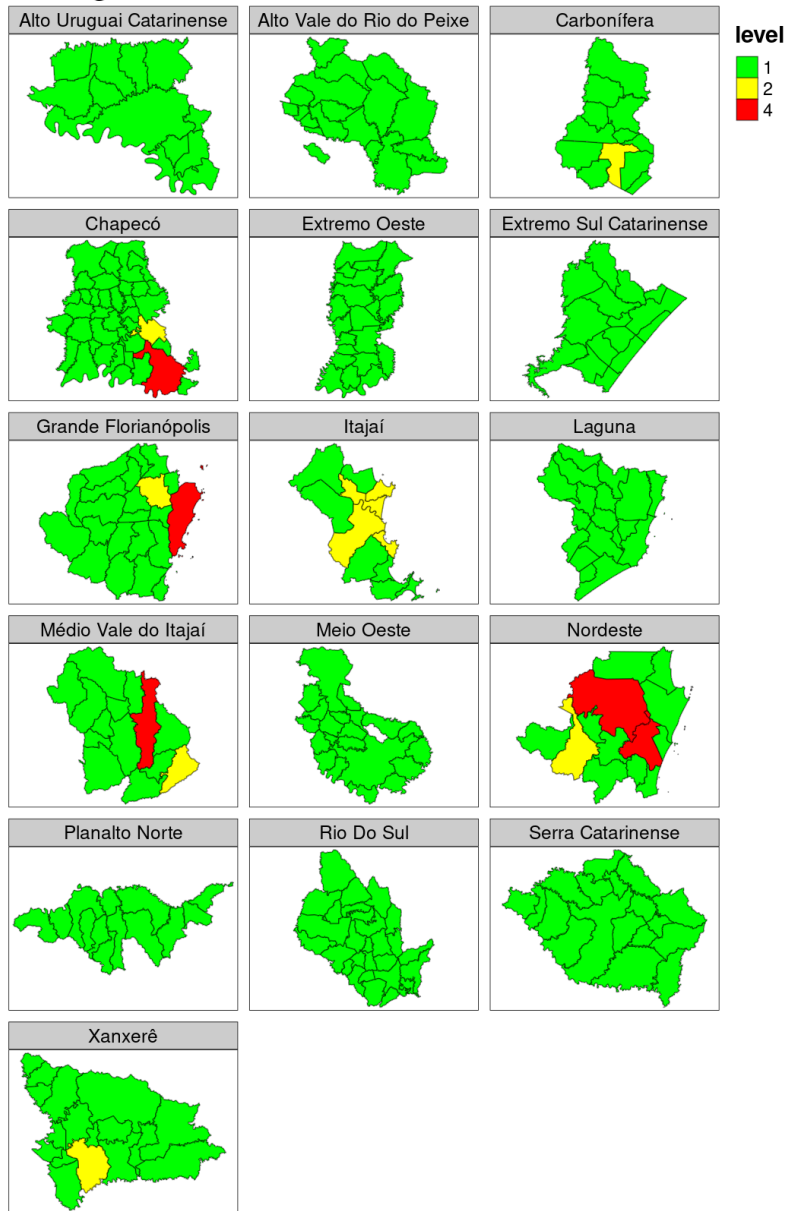 Alto Uruguai Catarinense
Alto Vale do Rio do Peixe
Carbonífera
level
1
2
4
Chapecó
Extremo Oeste
Extremo Sul Catarinense
Grande Florianópolis
Itajaí
Laguna
Médio Vale do Itajaí
Meio Oeste
Nordeste
Planalto Norte
Rio Do Sul
Serra Catarinense
Xanxerê